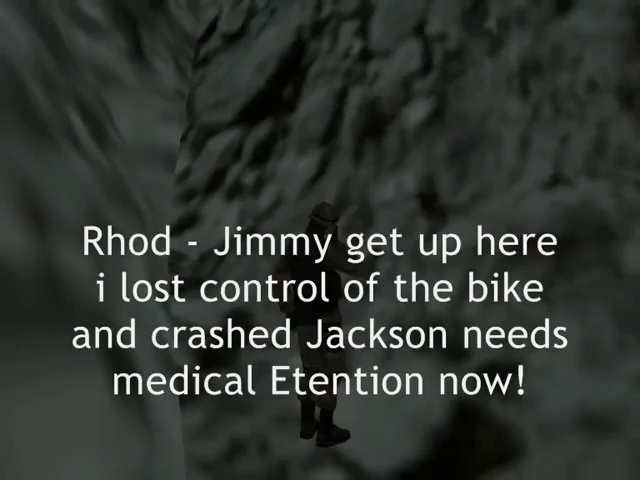 Rhod - Jimmy get up here
i lost control of the bike
and crashed Jackson needs
medical Etention now!